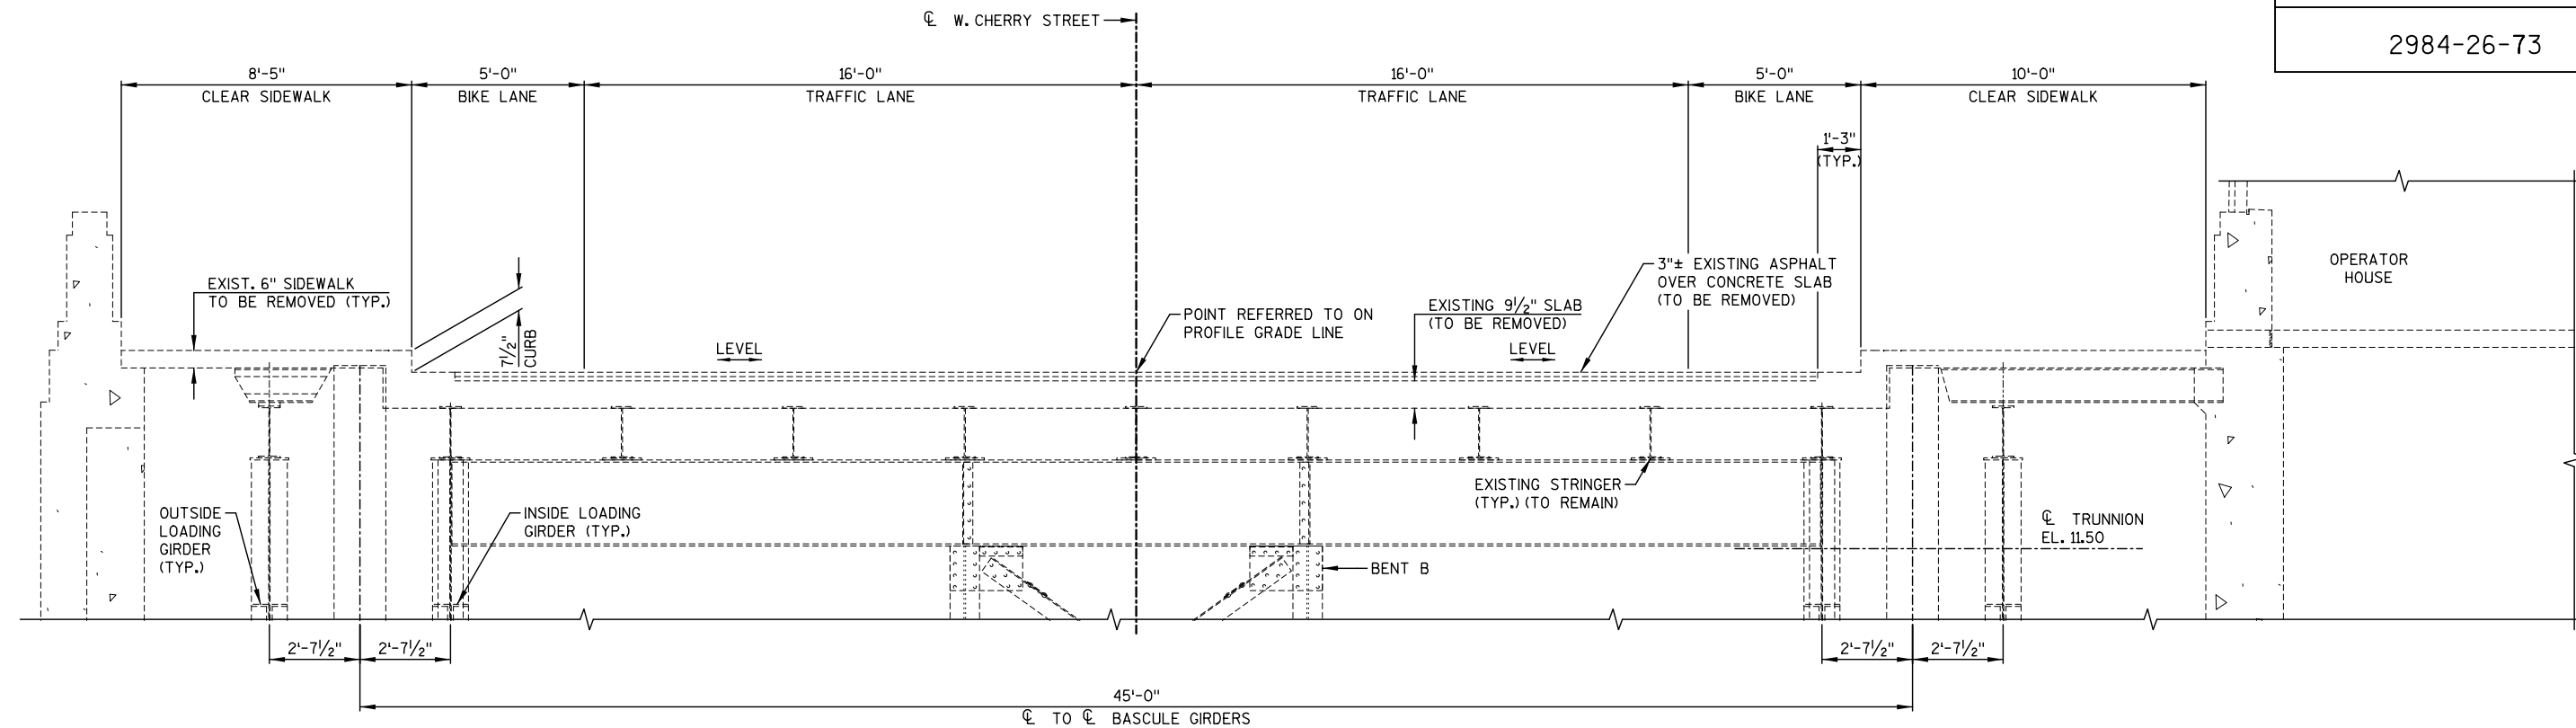 ℄ W. CHERRY STREET
2984-26-73
8'-5"
CLEAR SIDEWALK
5'-0"
BIKE LANE
16'-0"
TRAFFIC LANE
16'-0"
TRAFFIC LANE
5'-0"
BIKE LANE
10'-0"
CLEAR SIDEWALK
1'-3"
(TYP.)
EXIST. 6" SIDEWALK
TO BE REMOVED (TYP.)
7½"
CURB
LEVEL
POINT REFERRED TO ON
PROFILE GRADE LINE
EXISTING 9½" SLAB
(TO BE REMOVED)
LEVEL
3"± EXISTING ASPHALT
OVER CONCRETE SLAB
(TO BE REMOVED)
OPERATOR
HOUSE
OUTSIDE
LOADING
GIRDER
(TYP.)
INSIDE LOADING
GIRDER (TYP.)
EXISTING STRINGER
(TYP.) (TO REMAIN)
BENT B
℄ TRUNNION
EL. 11.50
2'-7½"
2'-7½"
2'-7½"
2'-7½"
45'-0"
℄ TO ℄ BASCULE GIRDERS